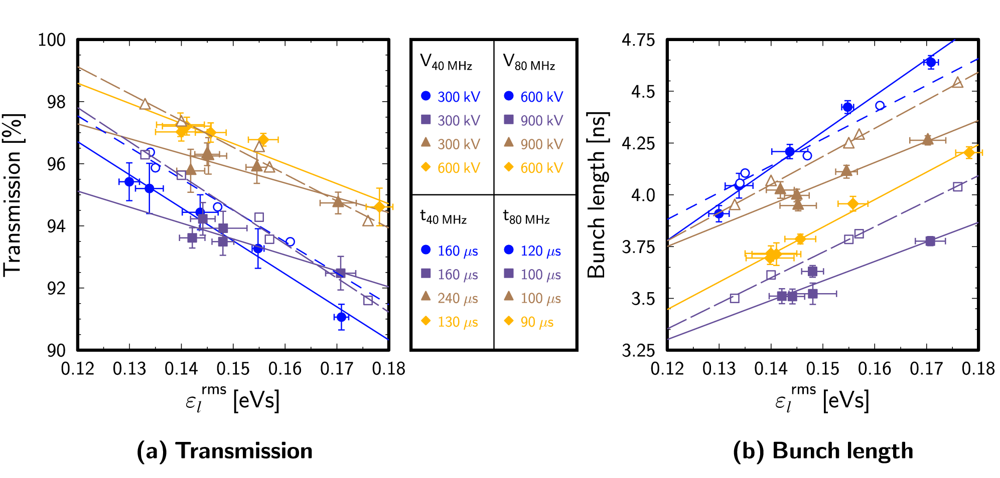 Transmission [%]
100
98
96
94
92
90
0.12 0.13 0.14 0.15 0.16 0.17 0.18
εl rms [eVs]
(a) Transmission
V40 MHz V80 MHz
300 kV 600 kV
300 kV 900 kV
300 kV 900 kV
600 kV 600 kV
t40 MHz t80 MHz
160 μs 120 μs
160 μs 100 μs
240 μs 100 μs
130 μs 90 μs
Bunch length [ns]
4.75
4.5
4.25
4.0
3.75
3.5
3.25
0.12 0.13 0.14 0.15 0.16 0.17 0.18
εl rms [eVs]
(b) Bunch length